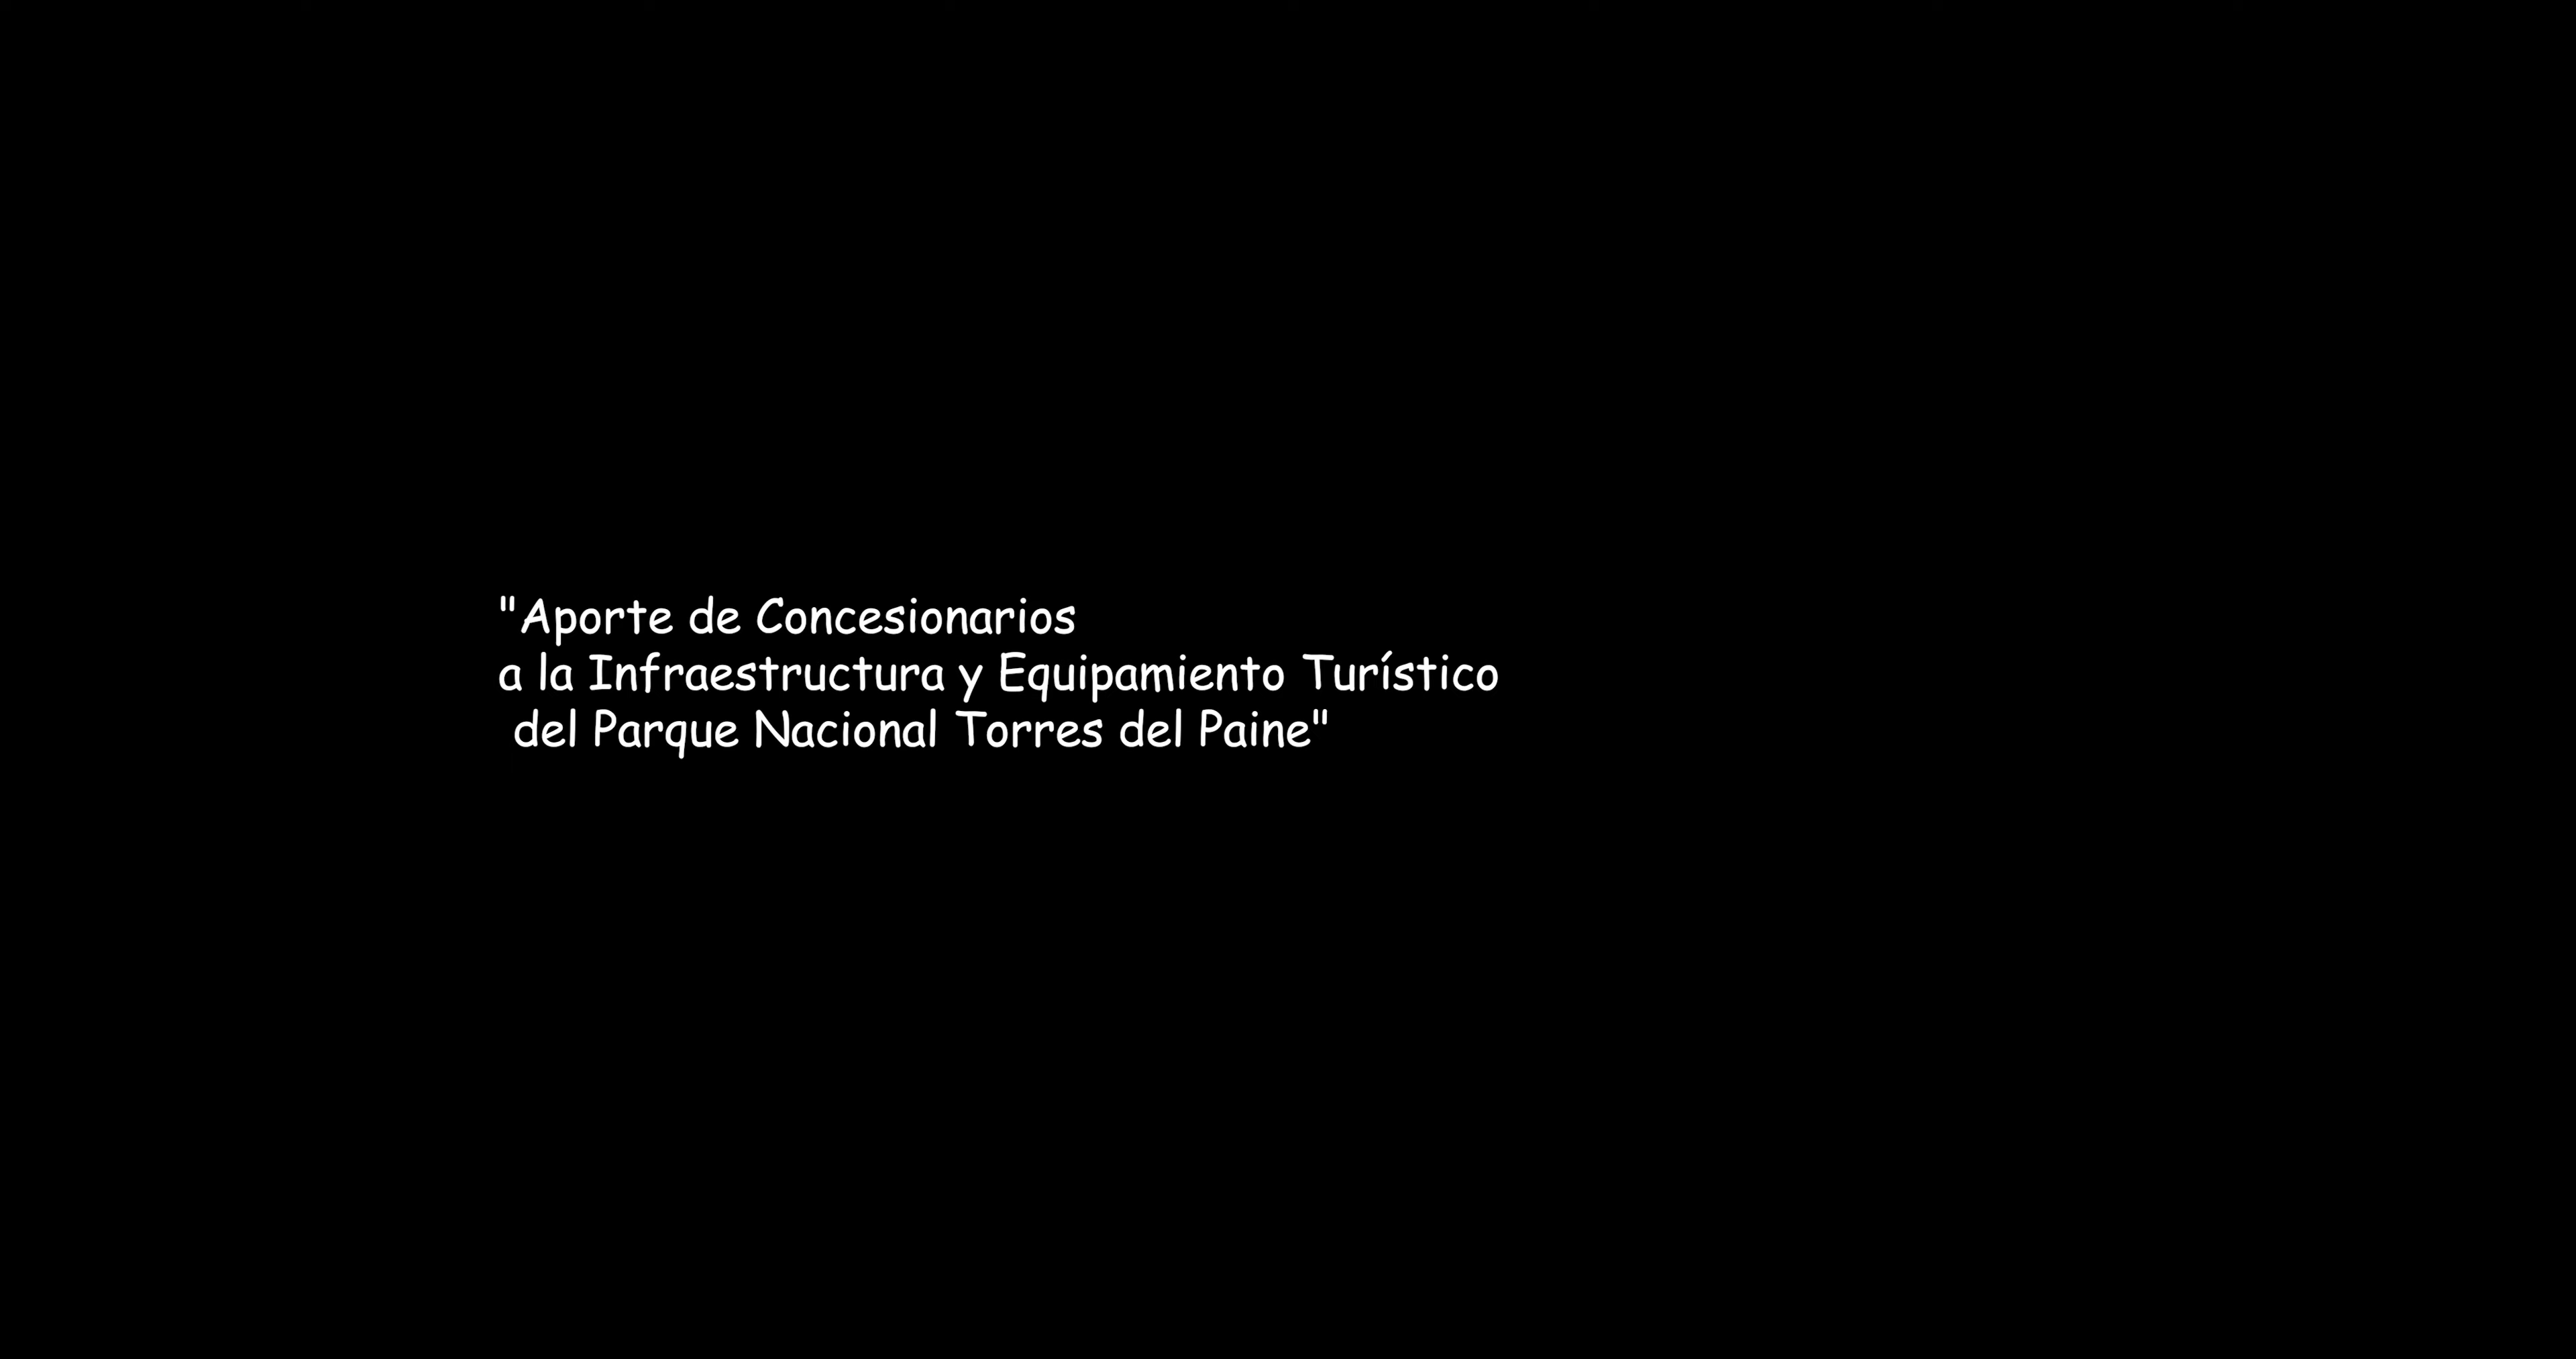 "Aporte de Concesionarios
a la Infraestructura y Equipamiento Turístico
del Parque Nacional Torres del Paine"